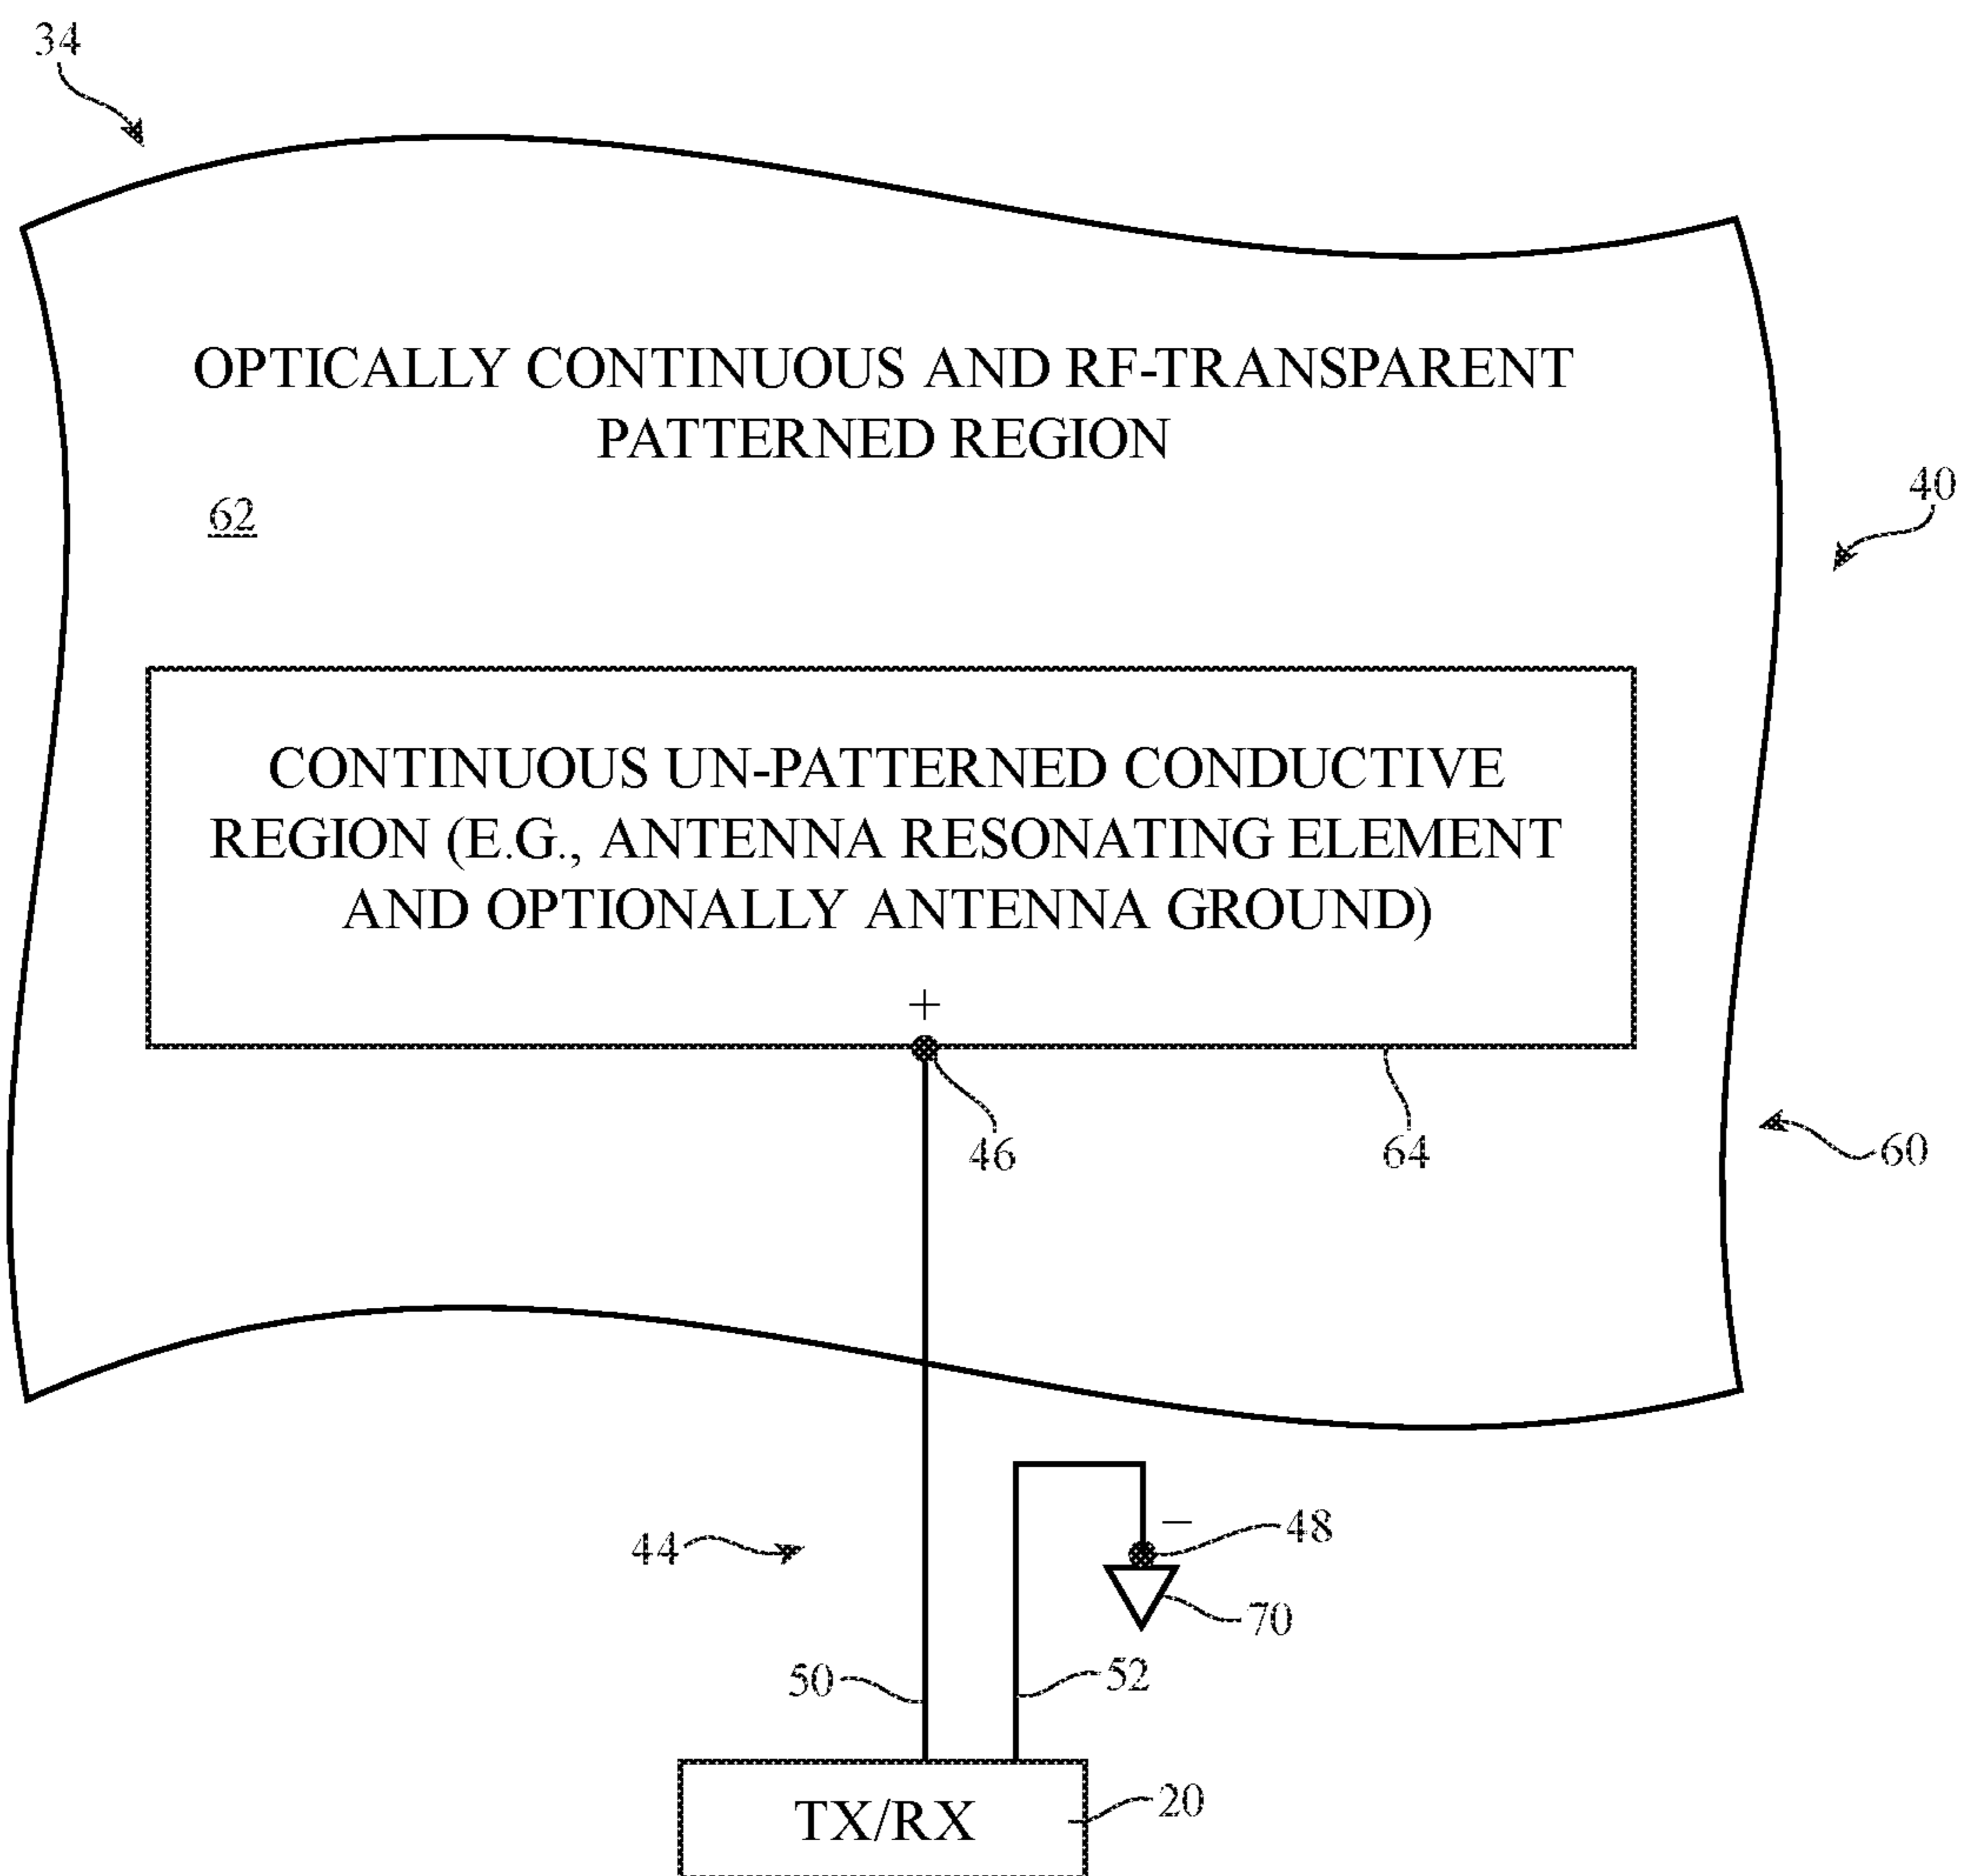 34
OPTICALLY CONTINUOUS AND RF-TRANSPARENT
PATTERNED REGION
62
40
CONTINUOUS UN-PATTERNED CONDUCTIVE
REGION (E.G., ANTENNA RESONATING ELEMENT
AND OPTIONALLY ANTENNA GROUND)
+
46
64
60
−
48
44
70
50
52
TX/RX
20